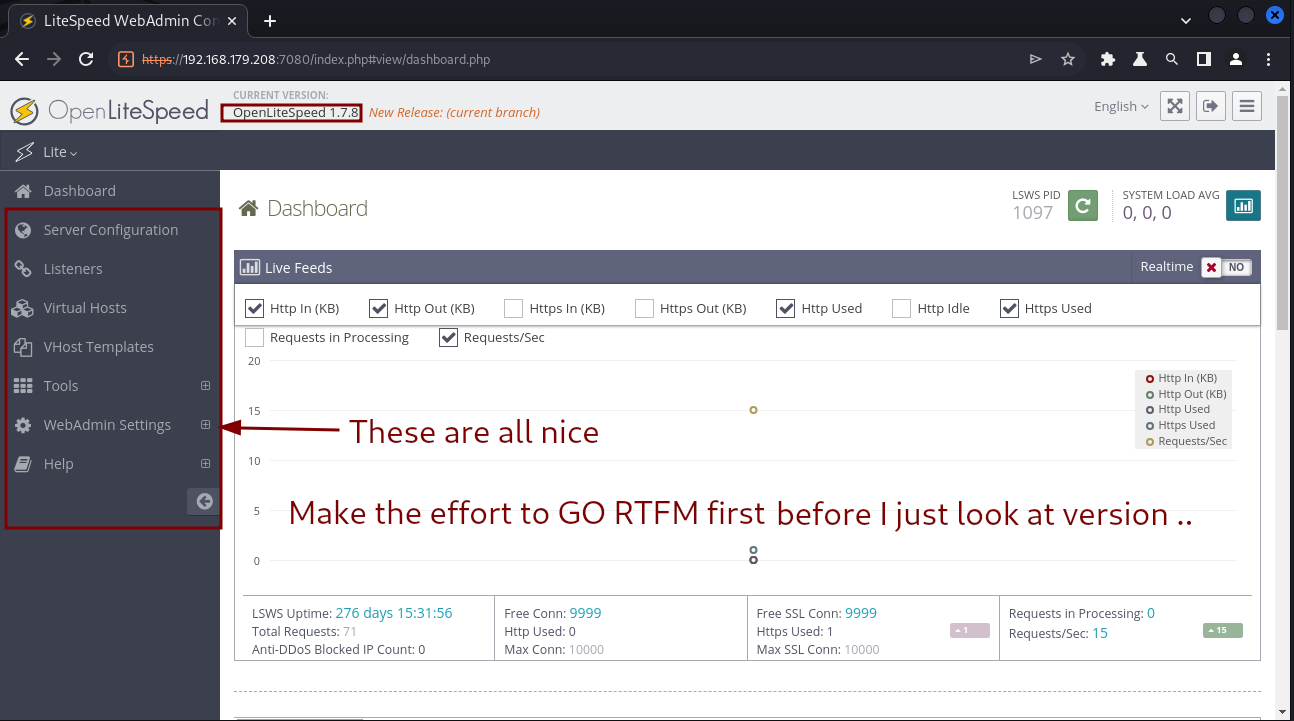 LiteSpeed WebAdmin Con
https://192.168.179.208:7080/index.php#view/dashboard.php
OpenLiteSpeed
CURRENT VERSION:
OpenLiteSpeed 1.7.8 New Release: (current branch)
English
Lite
Dashboard
Server Configuration
Listeners
Virtual Hosts
VHost Templates
Tools
WebAdmin Settings
Help
Dashboard
LSWS PID
1097
SYSTEM LOAD AVG
0, 0, 0
Live Feeds
Realtime NO
Http In (KB) Http Out (KB) Https In (KB) Https Out (KB) Http Used Http Idle Https Used
Requests in Processing Requests/Sec
20
15
10
5
0
Http In (KB)
Http Out (KB)
Http Used
Https Used
Requests/Sec
These are all nice
Make the effort to GO RTFM first before I just look at version ..
LSWS Uptime: 276 days 15:31:56
Total Requests: 71
Anti-DDoS Blocked IP Count: 0
Free Conn: 9999
Http Used: 0
Max Conn: 10000
Free SSL Conn: 9999
Https Used: 1
1
Max SSL Conn: 10000
Requests in Processing: 0
Requests/Sec: 15
15